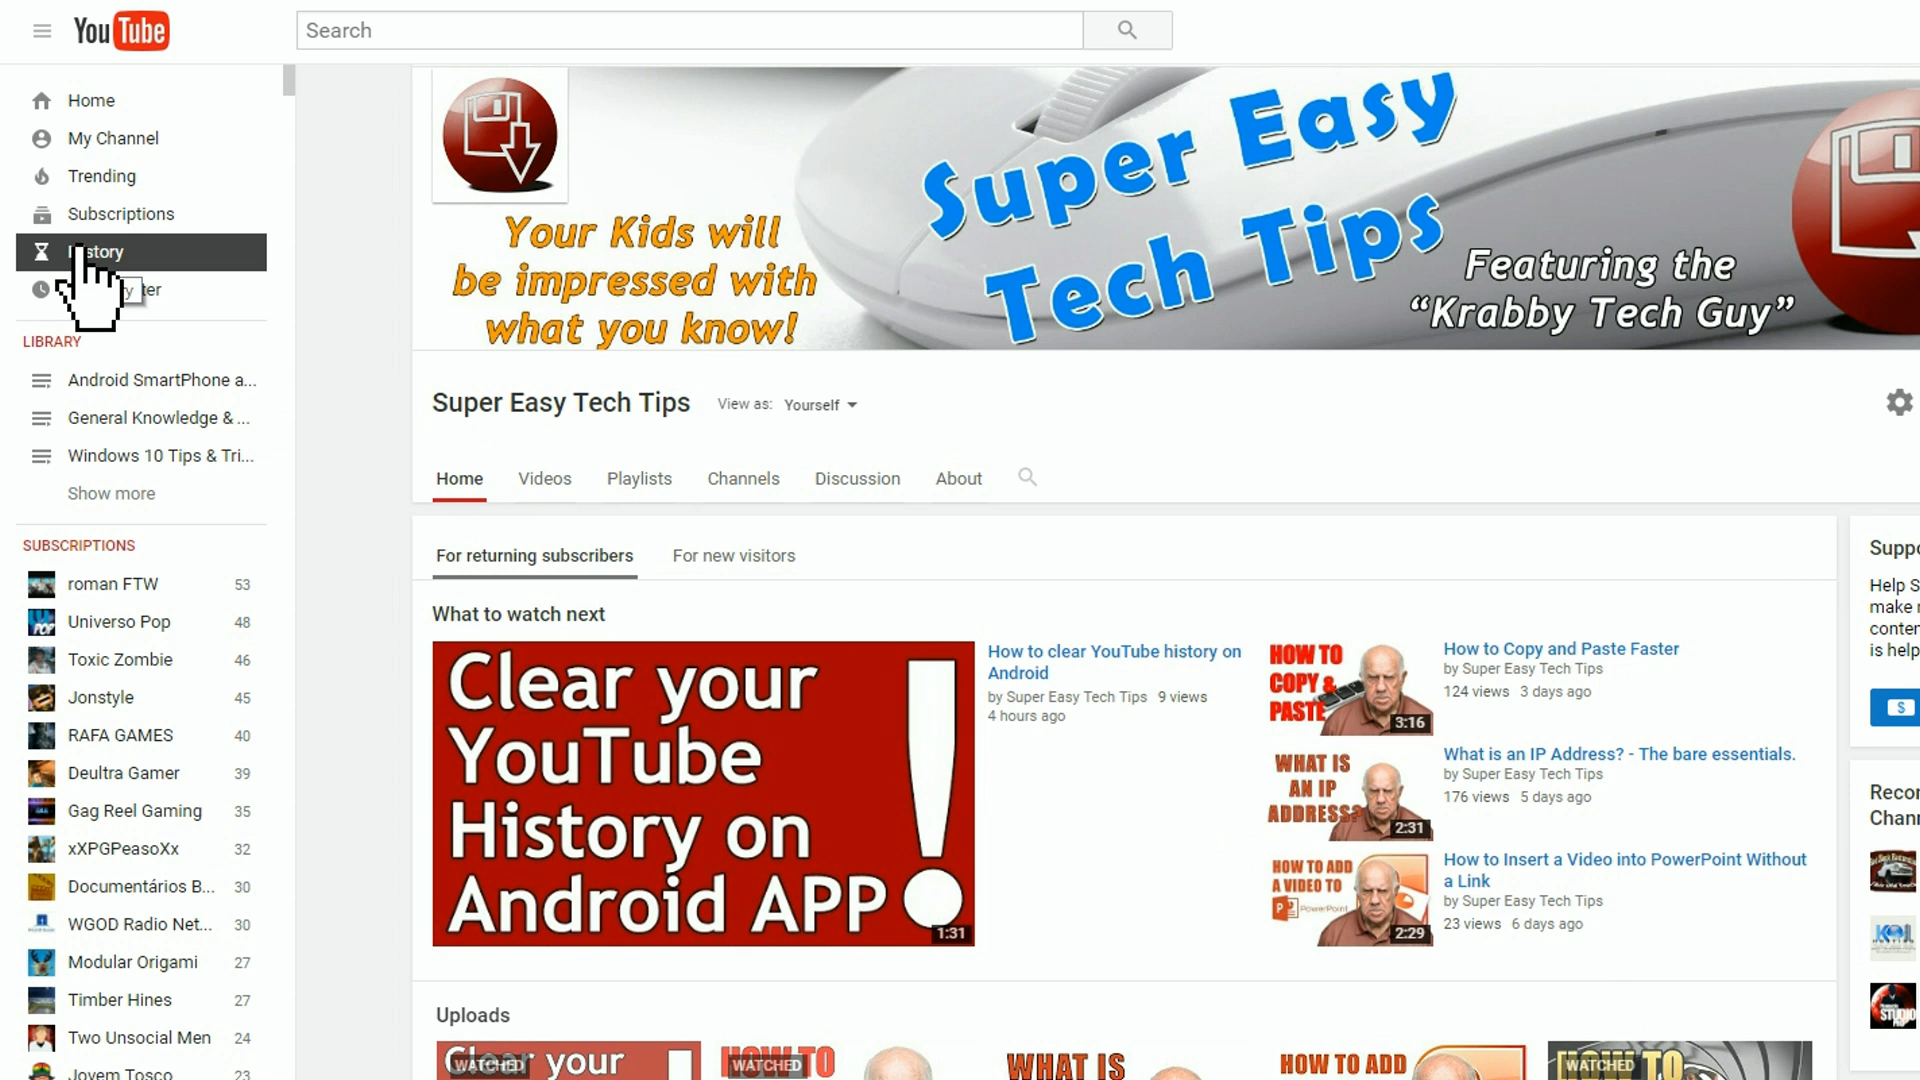 YouTube
Search
Home
My Channel
Trending
Subscriptions
LIBRARY
Android SmartPhone a...
General Knowledge & ...
Windows 10 Tips & Tri...
Show more
SUBSCRIPTIONS
roman FTW 53
Universo Pop 48
Toxic Zombie 46
Jonstyle 45
RAFA GAMES 40
Deultra Gamer 39
Gag Reel Gaming 35
xXPGPeasoXx 32
Documentários B... 30
WGOD Radio Net... 30
Modular Origami 27
Timber Hines 27
Two Unsocial Men 24
Jovem Tosco 23
Your Kids will
be impressed with
what you know!
Super Easy
Tech Tips
Featuring the
“Krabby Tech Guy”
Super Easy Tech Tips View as: Yourself
Home Videos Playlists Channels Discussion About
For returning subscribers For new visitors
What to watch next
Clear your
YouTube
History on
Android APP!
1:31
How to clear YouTube history on
Android
by Super Easy Tech Tips 9 views
4 hours ago
HOW TO
COPY &
PASTE
3:16
How to Copy and Paste Faster
by Super Easy Tech Tips
124 views 3 days ago
WHAT IS
AN IP
ADDRESS?
2:31
What is an IP Address? - The bare essentials.
by Super Easy Tech Tips
176 views 5 days ago
HOW TO ADD
A VIDEO TO
PowerPoint
2:29
How to Insert a Video into PowerPoint Without
a Link
by Super Easy Tech Tips
23 views 6 days ago
Uploads
Clear your
WATCHED
HOW TO
WATCHED
WHAT IS
HOW TO ADD
HOW TO
WATCHED
Help S
make
is help
$